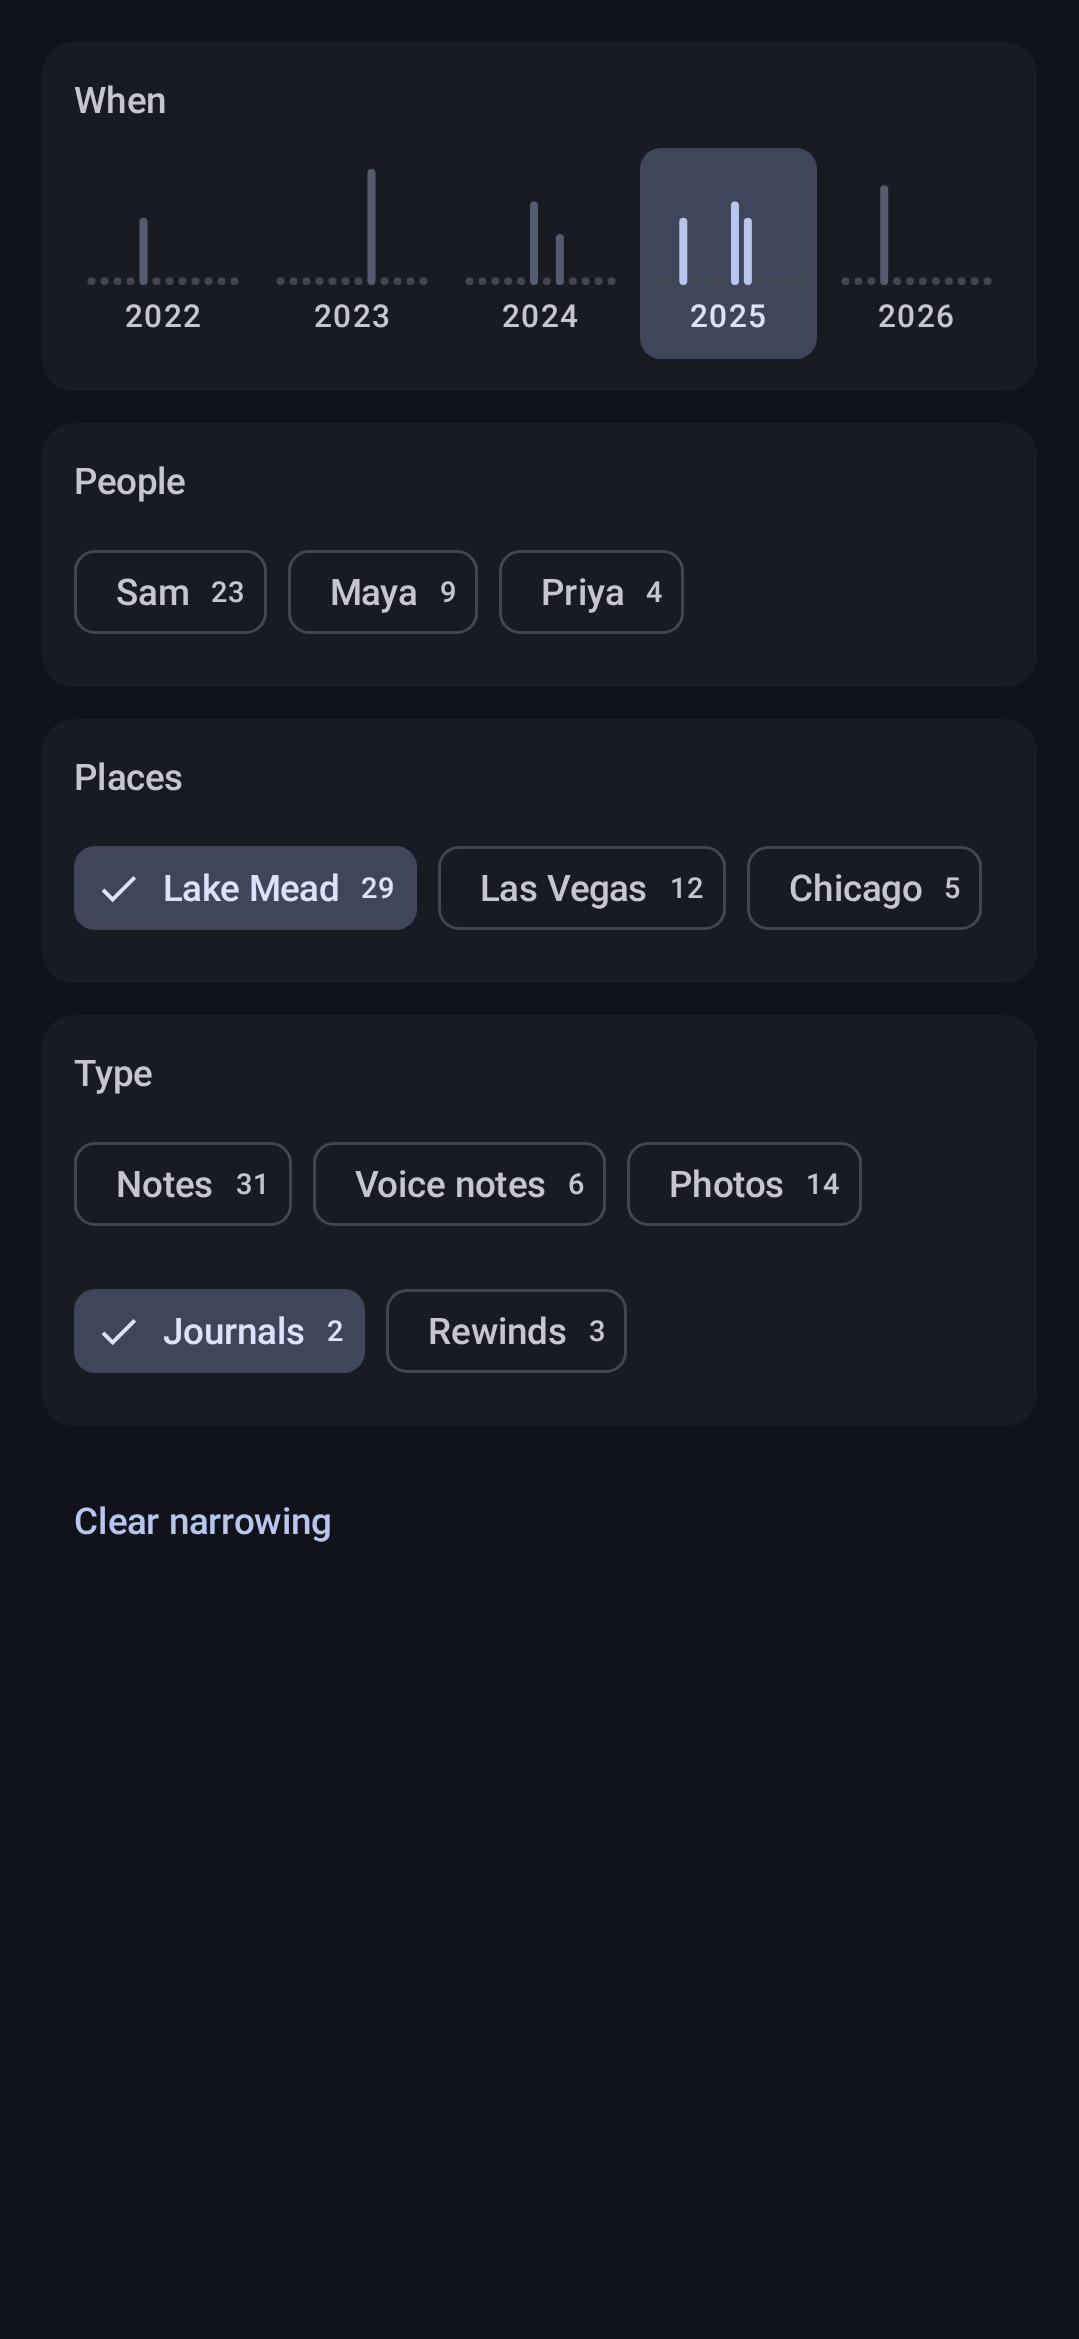 When
2022 2023 2024 2025 2026
People
Sam 23 Maya 9 Priya 4
Places
Lake Mead 29 Las Vegas 12 Chicago 5
Type
Notes 31 Voice notes 6 Photos 14
Journals 2 Rewinds 3
Clear narrowing